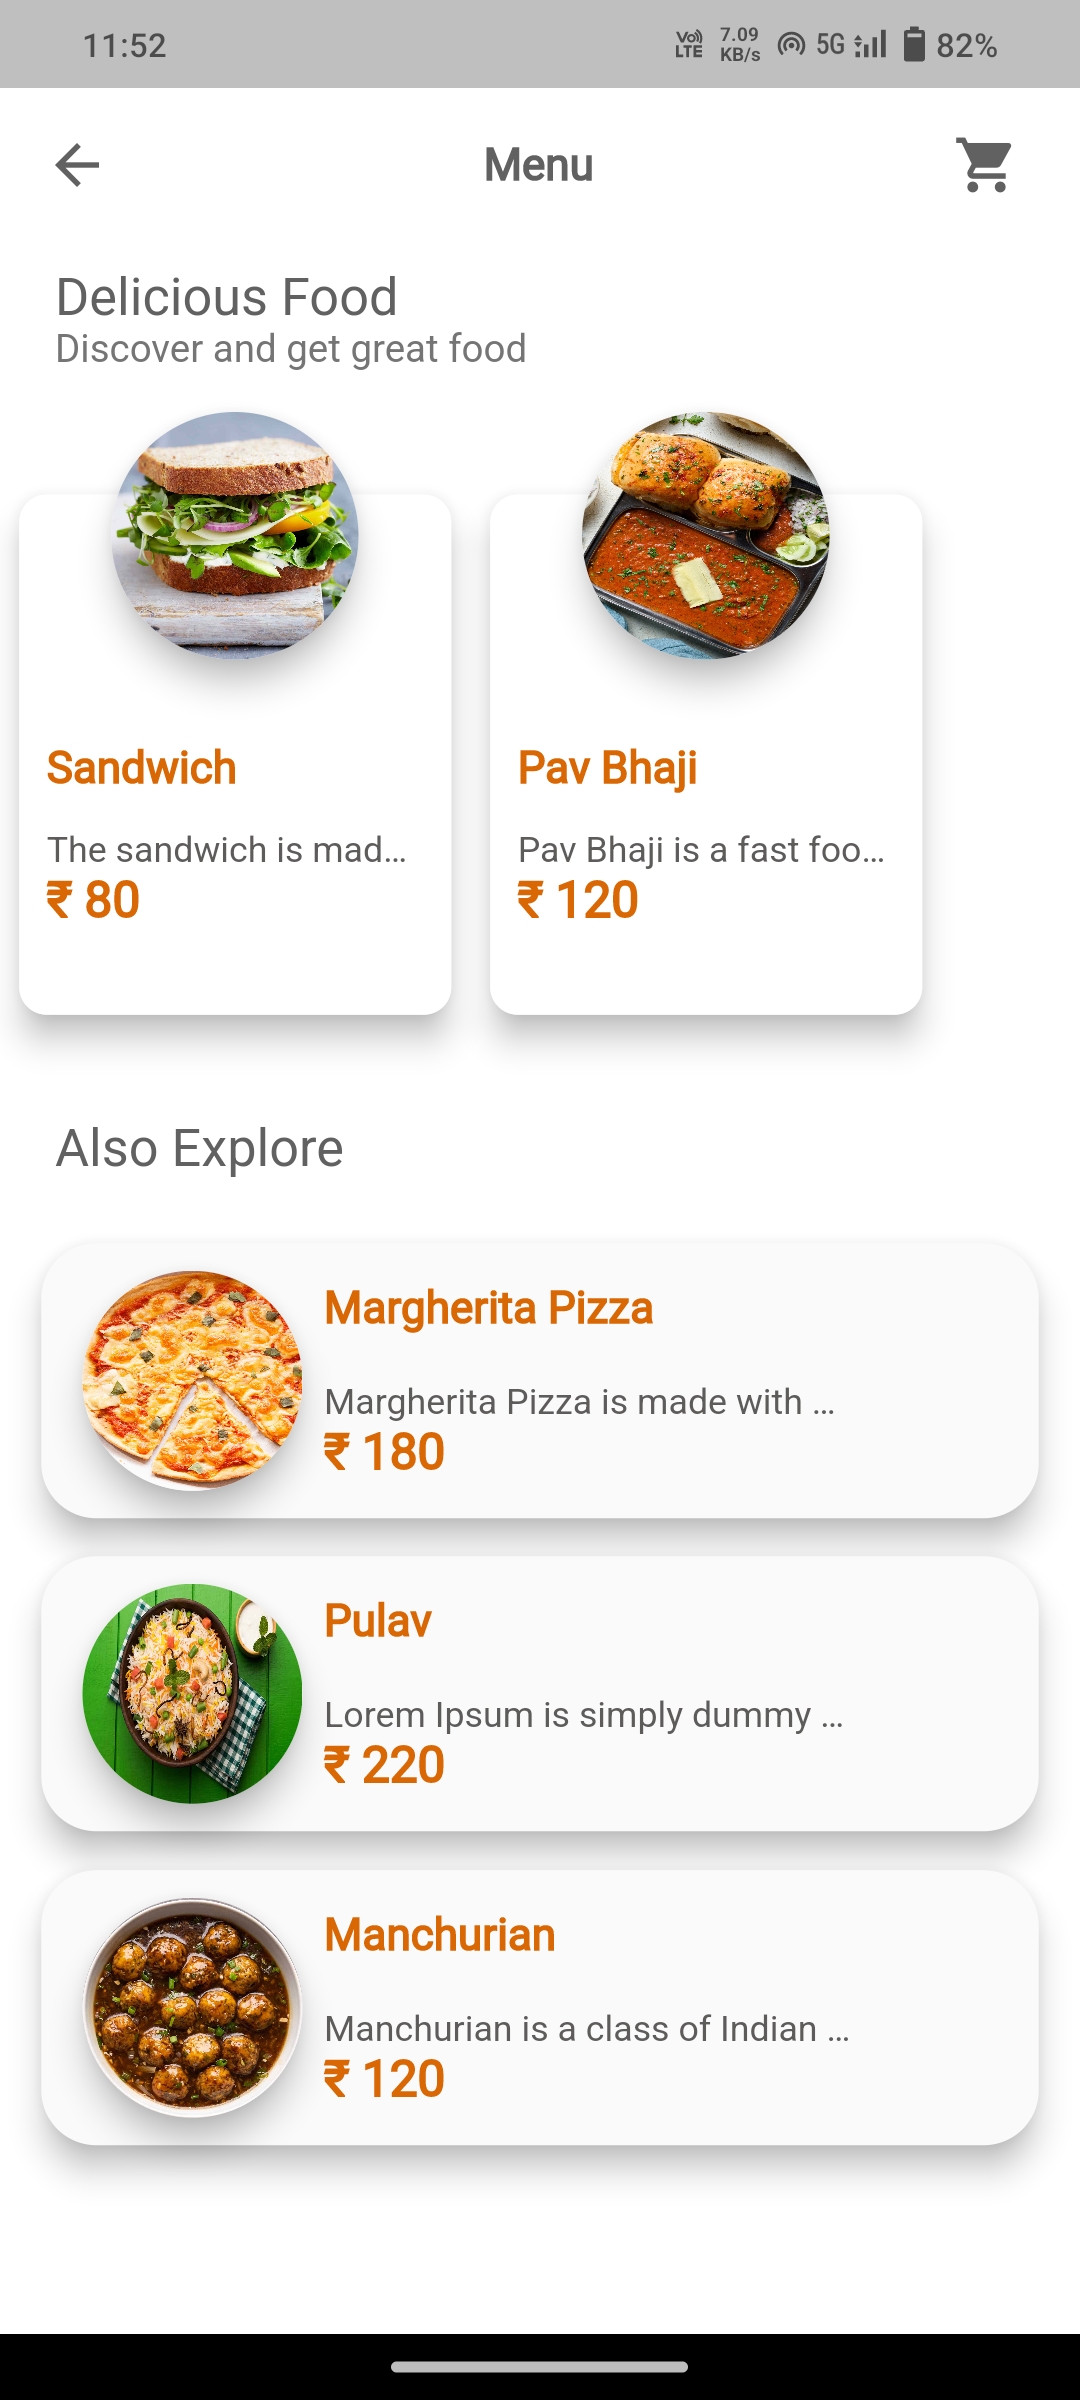 11:52
Vo)) LTE 7.09 KB/s 5G 82%
Menu
Delicious Food
Discover and get great food
Sandwich
The sandwich is mad...
₹ 80
Pav Bhaji
Pav Bhaji is a fast foo...
₹ 120
Also Explore
Margherita Pizza
Margherita Pizza is made with ...
₹ 180
Pulav
Lorem Ipsum is simply dummy ...
₹ 220
Manchurian
Manchurian is a class of Indian ...
₹ 120